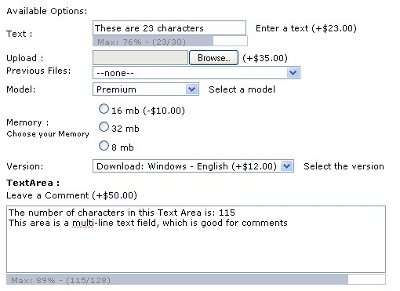 Available Options:
Text : These are 23 characters Enter a text (+$23.00)
Max: 76% - (23/30)
Upload : Browse.. (+$35.00)
Previous Files: --none--
Model: Premium Select a model
16 mb (-$10.00)
Memory : 32 mb
Choose your Memory
8 mb
Version: Download: Windows - English (+$12.00) Select the version
TextArea :
Leave a Comment (+$50.00)
The number of characters in this Text Area is: 115
This area is a multi-line text field, which is good for comments
Max: 89% - (115/128)